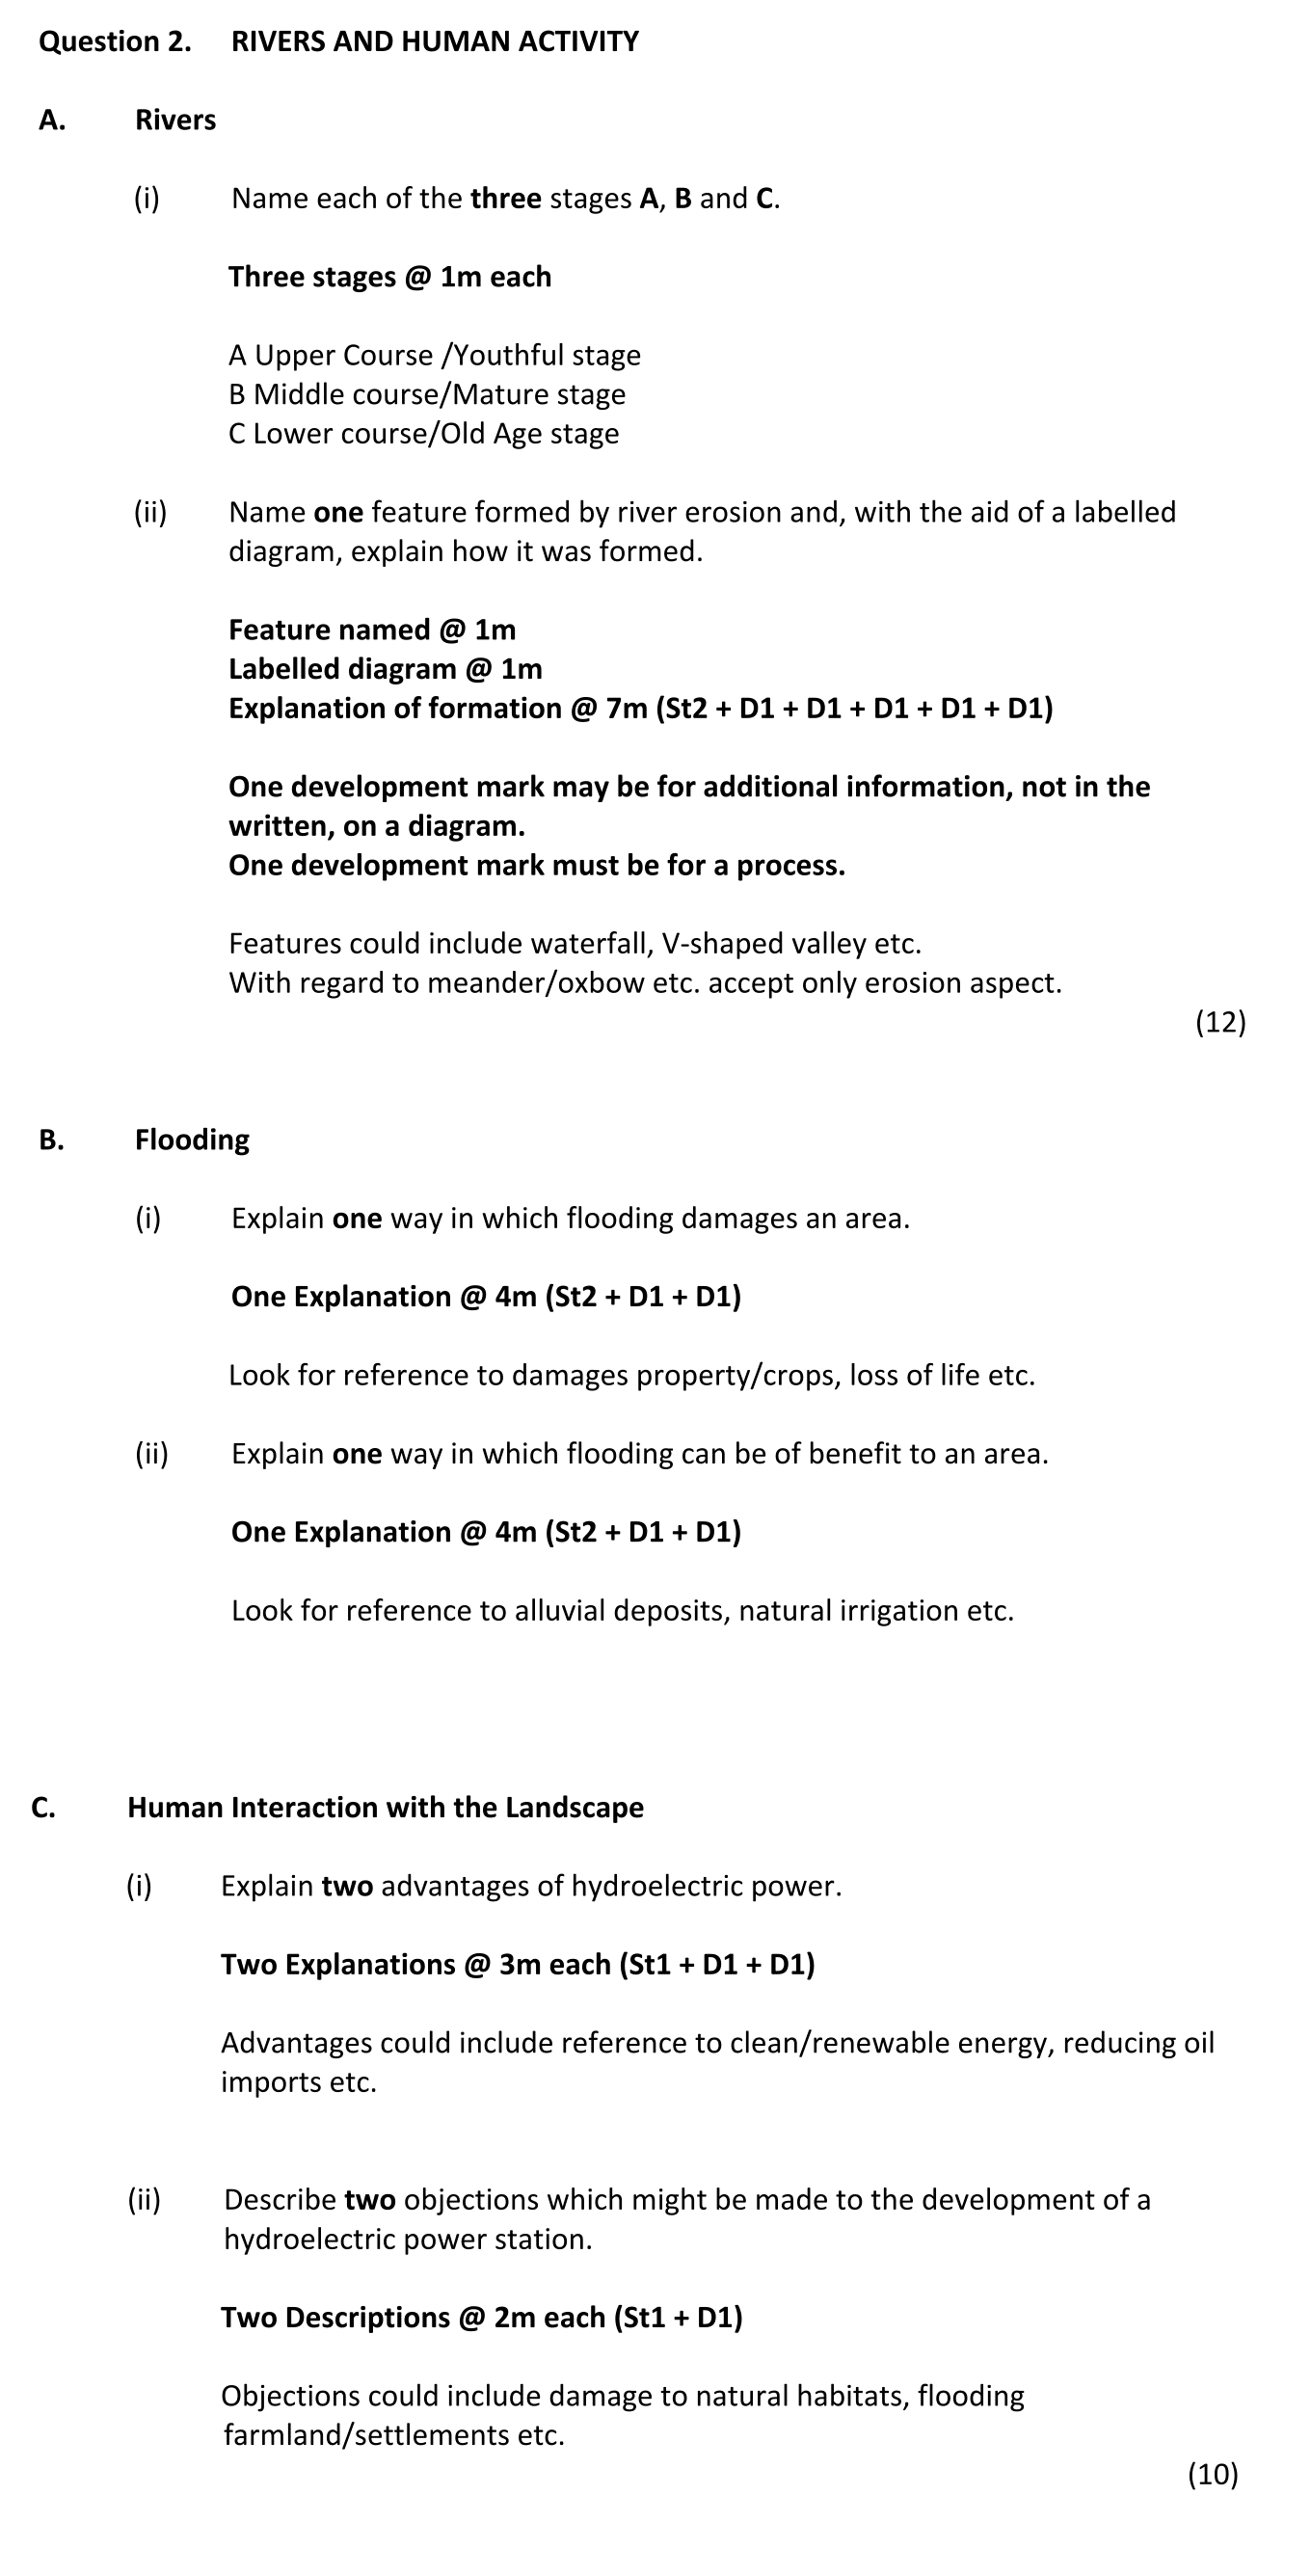 Question 2. RIVERS AND HUMAN ACTIVITY
A. Rivers
(i) Name each of the three stages A, B and C.
Three stages @ 1m each
A Upper Course /Youthful stage
B Middle course/Mature stage
C Lower course/Old Age stage
(ii) Name one feature formed by river erosion and, with the aid of a labelled
diagram, explain how it was formed.
Feature named @ 1m
Labelled diagram @ 1m
Explanation of formation @ 7m (St2 + D1 + D1 + D1 + D1 + D1)
One development mark may be for additional information, not in the
written, on a diagram.
One development mark must be for a process.
Features could include waterfall, V-shaped valley etc.
With regard to meander/oxbow etc. accept only erosion aspect.
(12)
B. Flooding
(i) Explain one way in which flooding damages an area.
One Explanation @ 4m (St2 + D1 + D1)
Look for reference to damages property/crops, loss of life etc.
(ii) Explain one way in which flooding can be of benefit to an area.
One Explanation @ 4m (St2 + D1 + D1)
Look for reference to alluvial deposits, natural irrigation etc.
C. Human Interaction with the Landscape
(i) Explain two advantages of hydroelectric power.
Two Explanations @ 3m each (St1 + D1 + D1)
Advantages could include reference to clean/renewable energy, reducing oil
imports etc.
(ii) Describe two objections which might be made to the development of a
hydroelectric power station.
Two Descriptions @ 2m each (St1 + D1)
Objections could include damage to natural habitats, flooding
farmland/settlements etc.
(10)